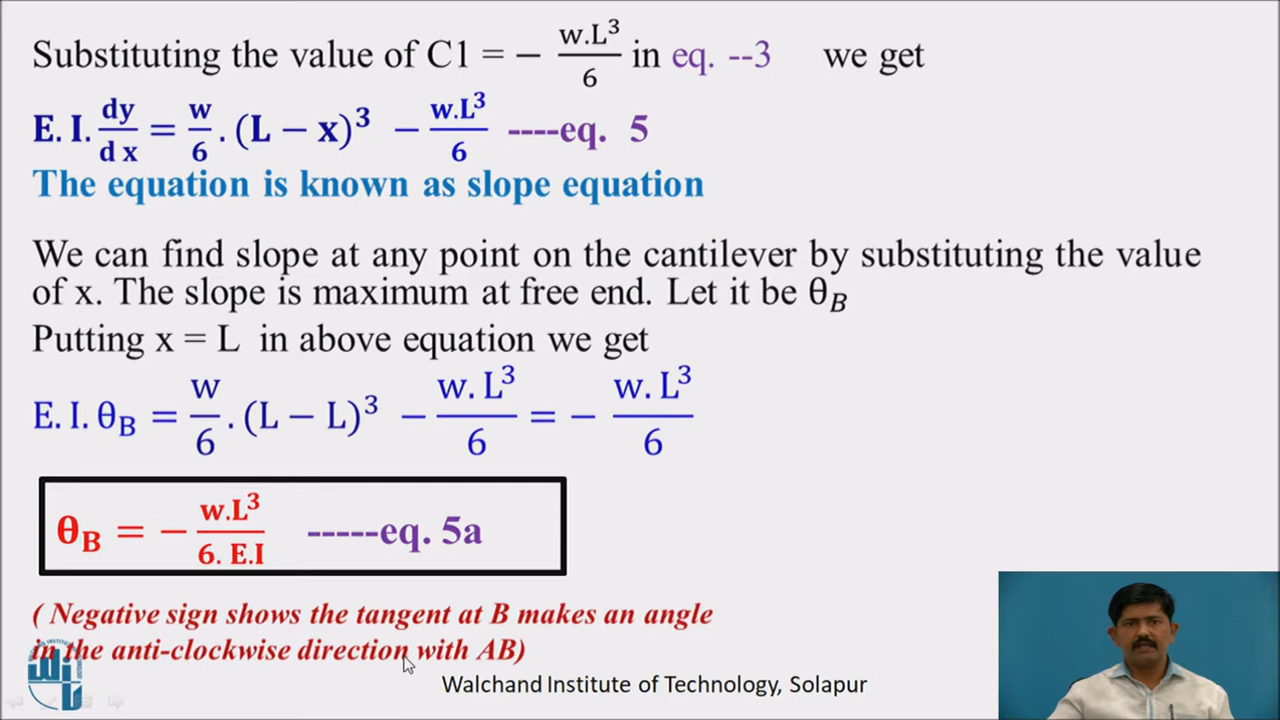 Substituting the value of C1 = − w.L³/6 in eq. --3 we get
E. I. dy/d x = w/6 . (L − x)³ − w.L³/6 ----eq. 5
The equation is known as slope equation
We can find slope at any point on the cantilever by substituting the value
of x. The slope is maximum at free end. Let it be θ_B
Putting x = L in above equation we get
E. I. θ_B = w/6 . (L − L)³ − w. L³/6 = − w. L³/6
θ_B = − w.L³/6. E.I -----eq. 5a
( Negative sign shows the tangent at B makes an angle
in the anti-clockwise direction with AB)
Walchand Institute of Technology, Solapur